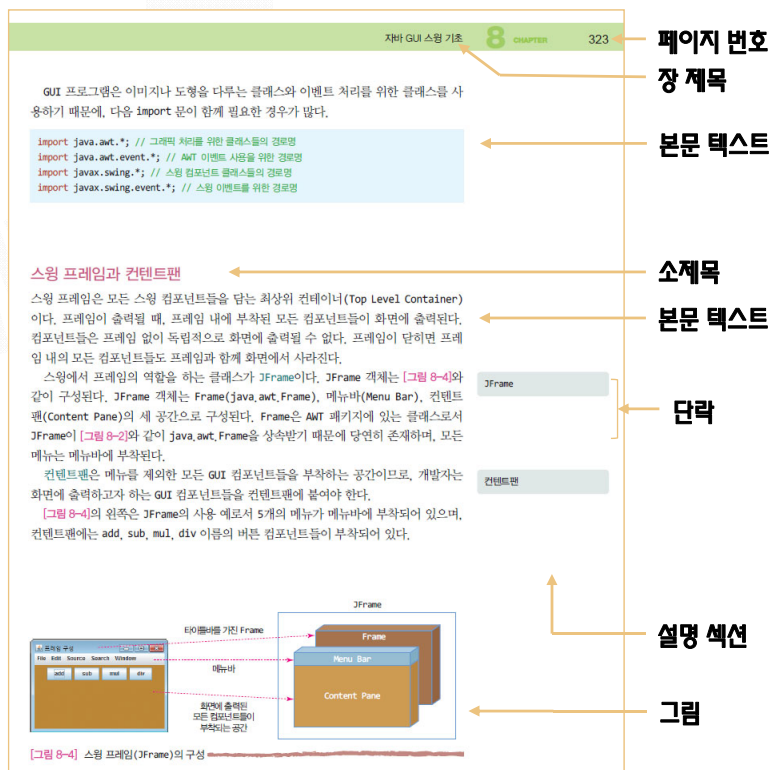 자바 GUI 스윙 기초 8 CHAPTER 323
페이지 번호
장 제목
GUI 프로그램은 이미지나 도형을 다루는 클래스와 이벤트 처리를 위한 클래스를 사
용하기 때문에, 다음 import 문이 함께 필요한 경우가 많다.
import java.awt.*; // 그래픽 처리를 위한 클래스들의 경로명
import java.awt.event.*; // AWT 이벤트 사용을 위한 경로명
import javax.swing.*; // 스윙 컴포넌트 클래스들의 경로명
import javax.swing.event.*; // 스윙 이벤트를 위한 경로명
본문 텍스트
스윙 프레임과 컨텐트팬
소제목
스윙 프레임은 모든 스윙 컴포넌트들을 담는 최상위 컨테이너(Top Level Container)
이다. 프레임이 출력될 때, 프레임 내에 부착된 모든 컴포넌트들이 화면에 출력된다.
컴포넌트들은 프레임 없이 독립적으로 화면에 출력될 수 없다. 프레임이 닫히면 프레
임 내의 모든 컴포넌트들도 프레임과 함께 화면에서 사라진다.
본문 텍스트
스윙에서 프레임의 역할을 하는 클래스가 JFrame이다. JFrame 객체는 [그림 8-4]와
같이 구성된다. JFrame 객체는 Frame(java.awt.Frame), 메뉴바(Menu Bar), 컨텐트
팬(Content Pane)의 세 공간으로 구성된다. Frame은 AWT 패키지에 있는 클래스로서
JFrame이 [그림 8-2]와 같이 java.awt.Frame을 상속받기 때문에 당연히 존재하며, 모든
메뉴는 메뉴바에 부착된다.
JFrame
단락
컨텐트팬은 메뉴를 제외한 모든 GUI 컴포넌트들을 부착하는 공간이므로, 개발자는
화면에 출력하고자 하는 GUI 컴포넌트들을 컨텐트팬에 붙여야 한다.
컨텐트팬
[그림 8-4]의 왼쪽은 JFrame의 사용 예로서 5개의 메뉴가 메뉴바에 부착되어 있으며,
컨텐트팬에는 add, sub, mul, div 이름의 버튼 컴포넌트들이 부착되어 있다.
설명 섹션
JFrame
프레임 구성
File Edit Source Search Window
add sub mul div
타이틀바를 가진 Frame
메뉴바
화면에 출력된
모든 컴포넌트들이
부착되는 공간
Frame
Menu Bar
Content Pane
그림
[그림 8-4] 스윙 프레임(JFrame)의 구성